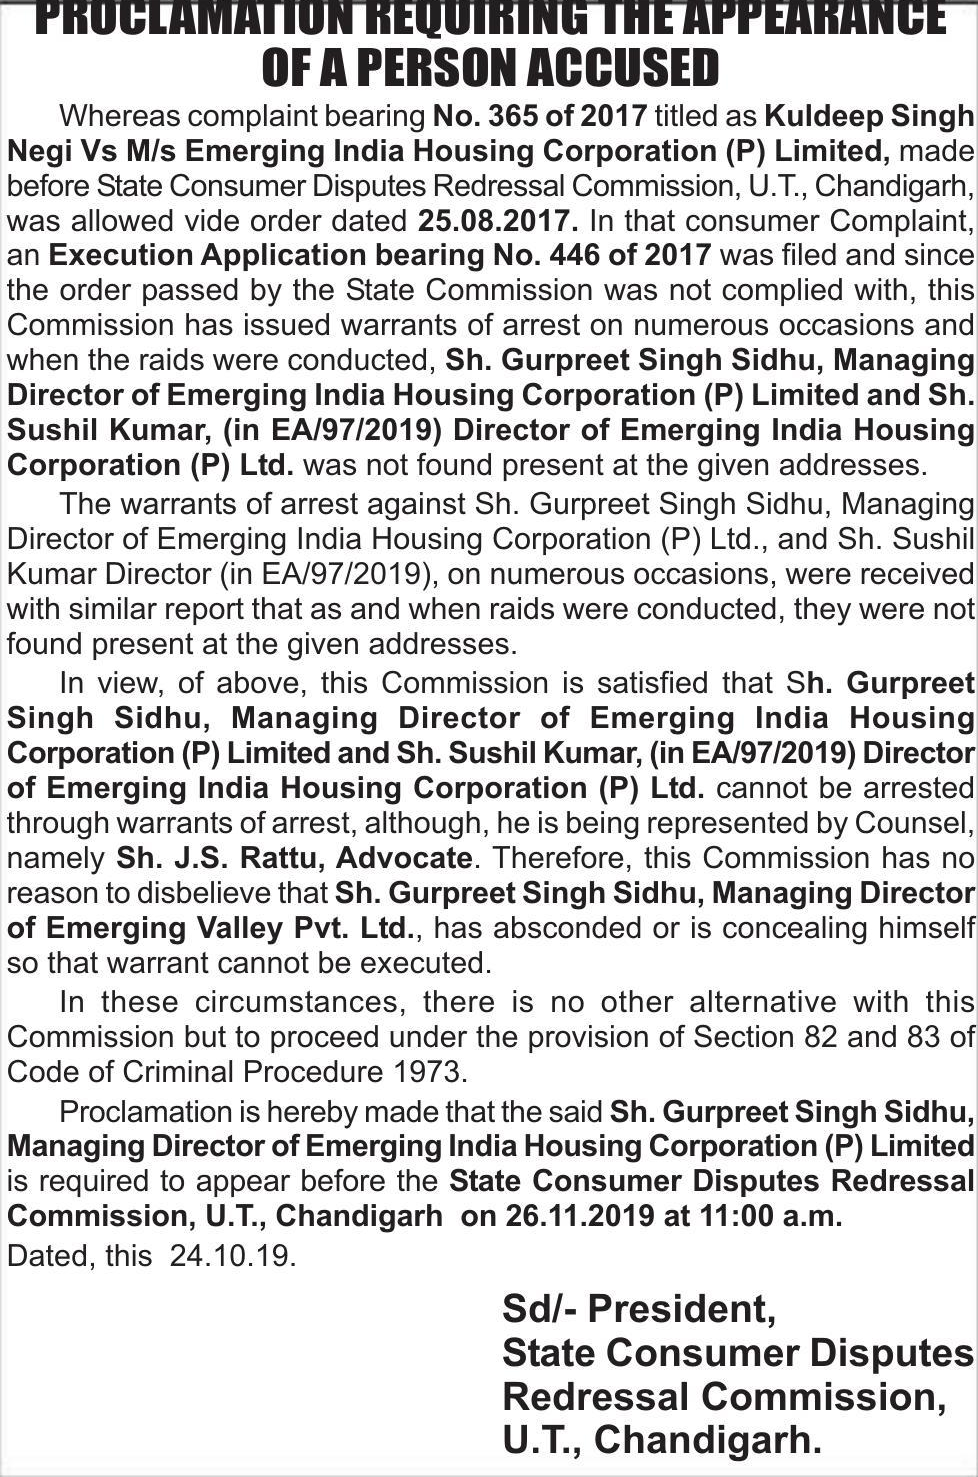 PROCLAMATION REQUIRING THE APPEARANCE
OF A PERSON ACCUSED
Whereas complaint bearing No. 365 of 2017 titled as Kuldeep Singh
Negi Vs M/s Emerging India Housing Corporation (P) Limited, made
before State Consumer Disputes Redressal Commission, U.T., Chandigarh,
was allowed vide order dated 25.08.2017. In that consumer Complaint,
an Execution Application bearing No. 446 of 2017 was filed and since
the order passed by the State Commission was not complied with, this
Commission has issued warrants of arrest on numerous occasions and
when the raids were conducted, Sh. Gurpreet Singh Sidhu, Managing
Director of Emerging India Housing Corporation (P) Limited and Sh.
Sushil Kumar, (in EA/97/2019) Director of Emerging India Housing
Corporation (P) Ltd. was not found present at the given addresses.
The warrants of arrest against Sh. Gurpreet Singh Sidhu, Managing
Director of Emerging India Housing Corporation (P) Ltd., and Sh. Sushil
Kumar Director (in EA/97/2019), on numerous occasions, were received
with similar report that as and when raids were conducted, they were not
found present at the given addresses.
In view, of above, this Commission is satisfied that Sh. Gurpreet
Singh Sidhu, Managing Director of Emerging India Housing
Corporation (P) Limited and Sh. Sushil Kumar, (in EA/97/2019) Director
of Emerging India Housing Corporation (P) Ltd. cannot be arrested
through warrants of arrest, although, he is being represented by Counsel,
namely Sh. J.S. Rattu, Advocate. Therefore, this Commission has no
reason to disbelieve that Sh. Gurpreet Singh Sidhu, Managing Director
of Emerging Valley Pvt. Ltd., has absconded or is concealing himself
so that warrant cannot be executed.
In these circumstances, there is no other alternative with this
Commission but to proceed under the provision of Section 82 and 83 of
Code of Criminal Procedure 1973.
Proclamation is hereby made that the said Sh. Gurpreet Singh Sidhu,
Managing Director of Emerging India Housing Corporation (P) Limited
is required to appear before the State Consumer Disputes Redressal
Commission, U.T., Chandigarh on 26.11.2019 at 11:00 a.m.
Dated, this 24.10.19.
Sd/- President,
State Consumer Disputes
Redressal Commission,
U.T., Chandigarh.